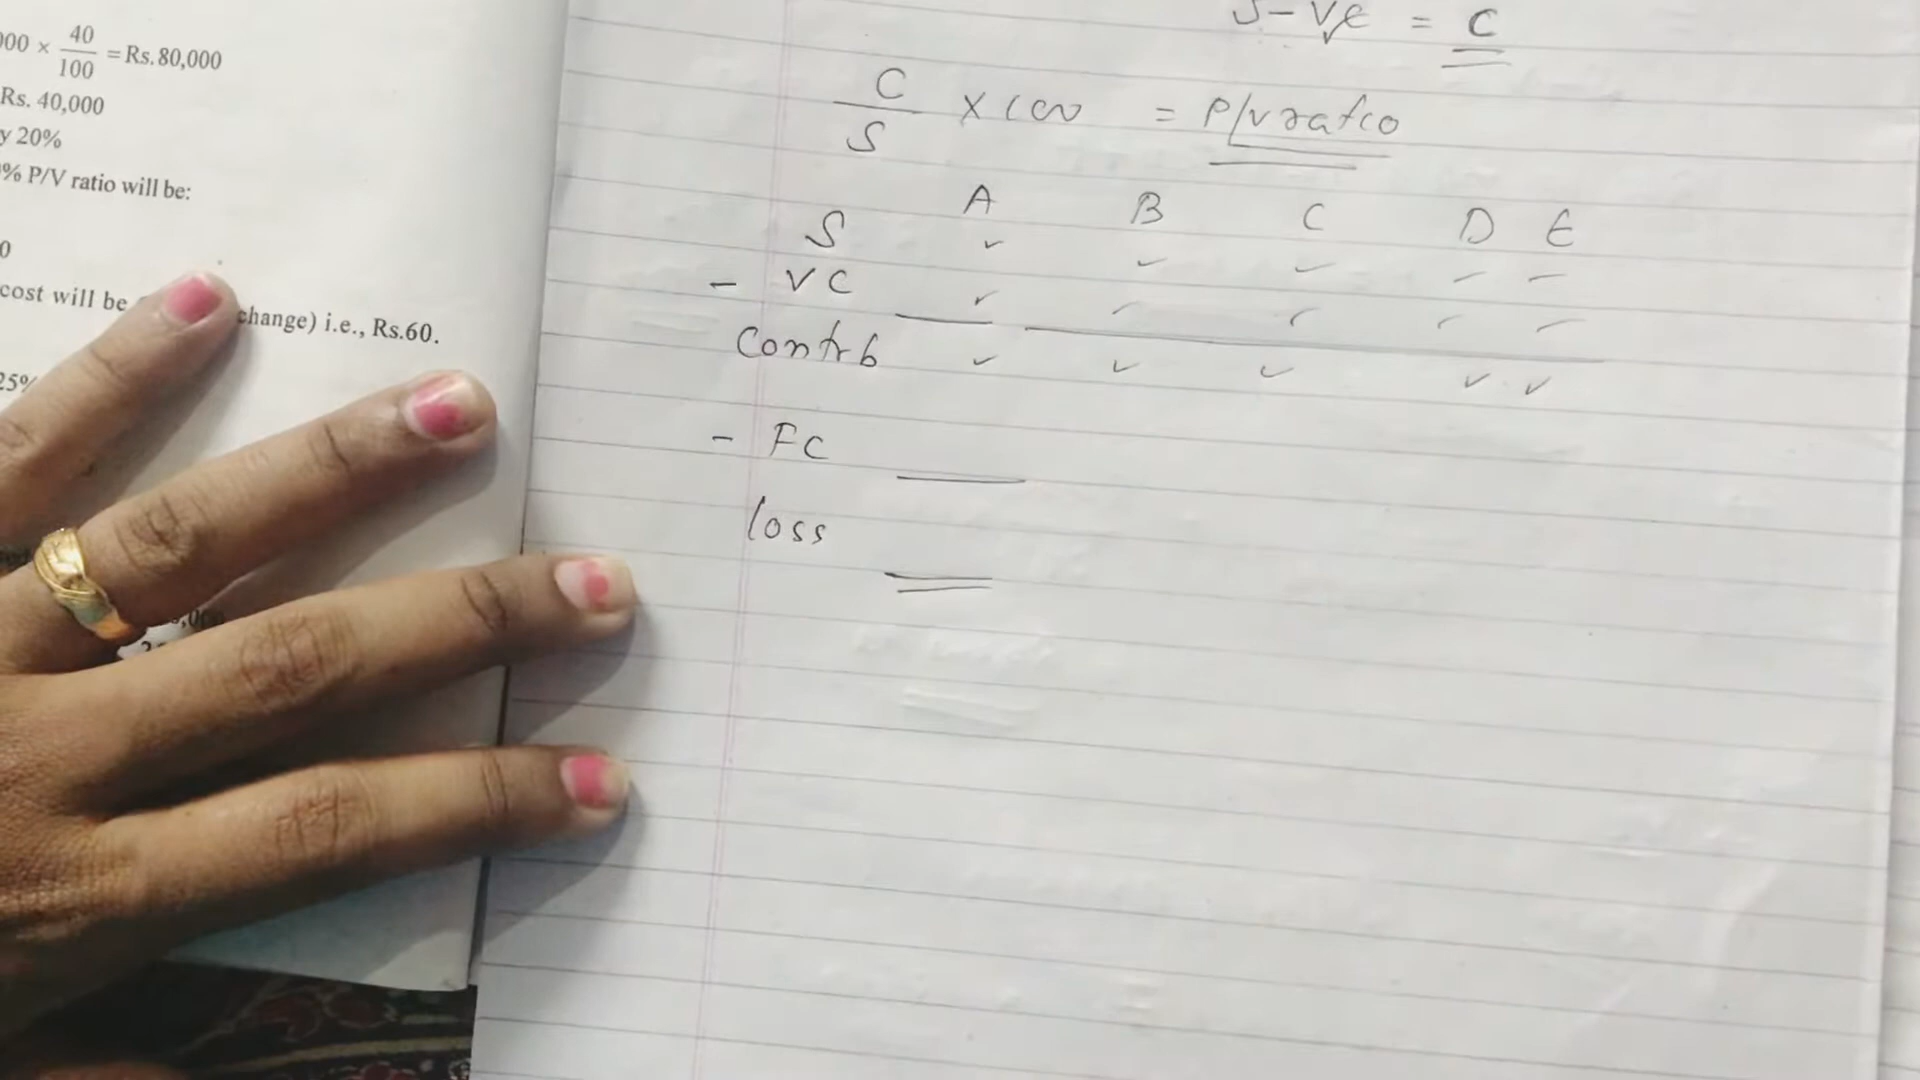 000 × 40/100 = Rs. 80,000
Rs. 40,000
y 20%
% P/V ratio will be:
0
cost will be change) i.e., Rs.60.
25%
S - VC = C
C/S × 100 = P/V ratio
A B C D E
S ✓ ✓ ✓ ✓ ✓
- VC ✓ ✓ ✓ ✓ ✓
Contrb ✓ ✓ ✓ ✓ ✓
- FC
loss